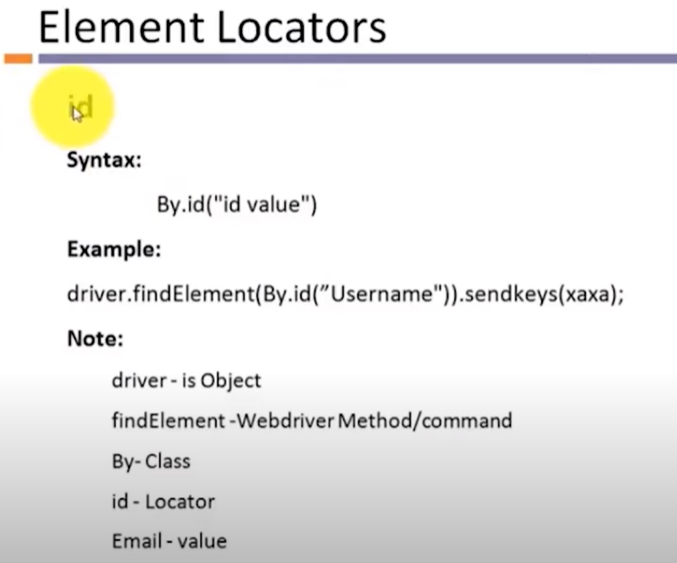 Element Locators
id
Syntax:
By.id("id value")
Example:
driver.findElement(By.id(”Username")).sendkeys(xaxa);
Note:
driver - is Object
findElement -Webdriver Method/command
By- Class
id - Locator
Email - value